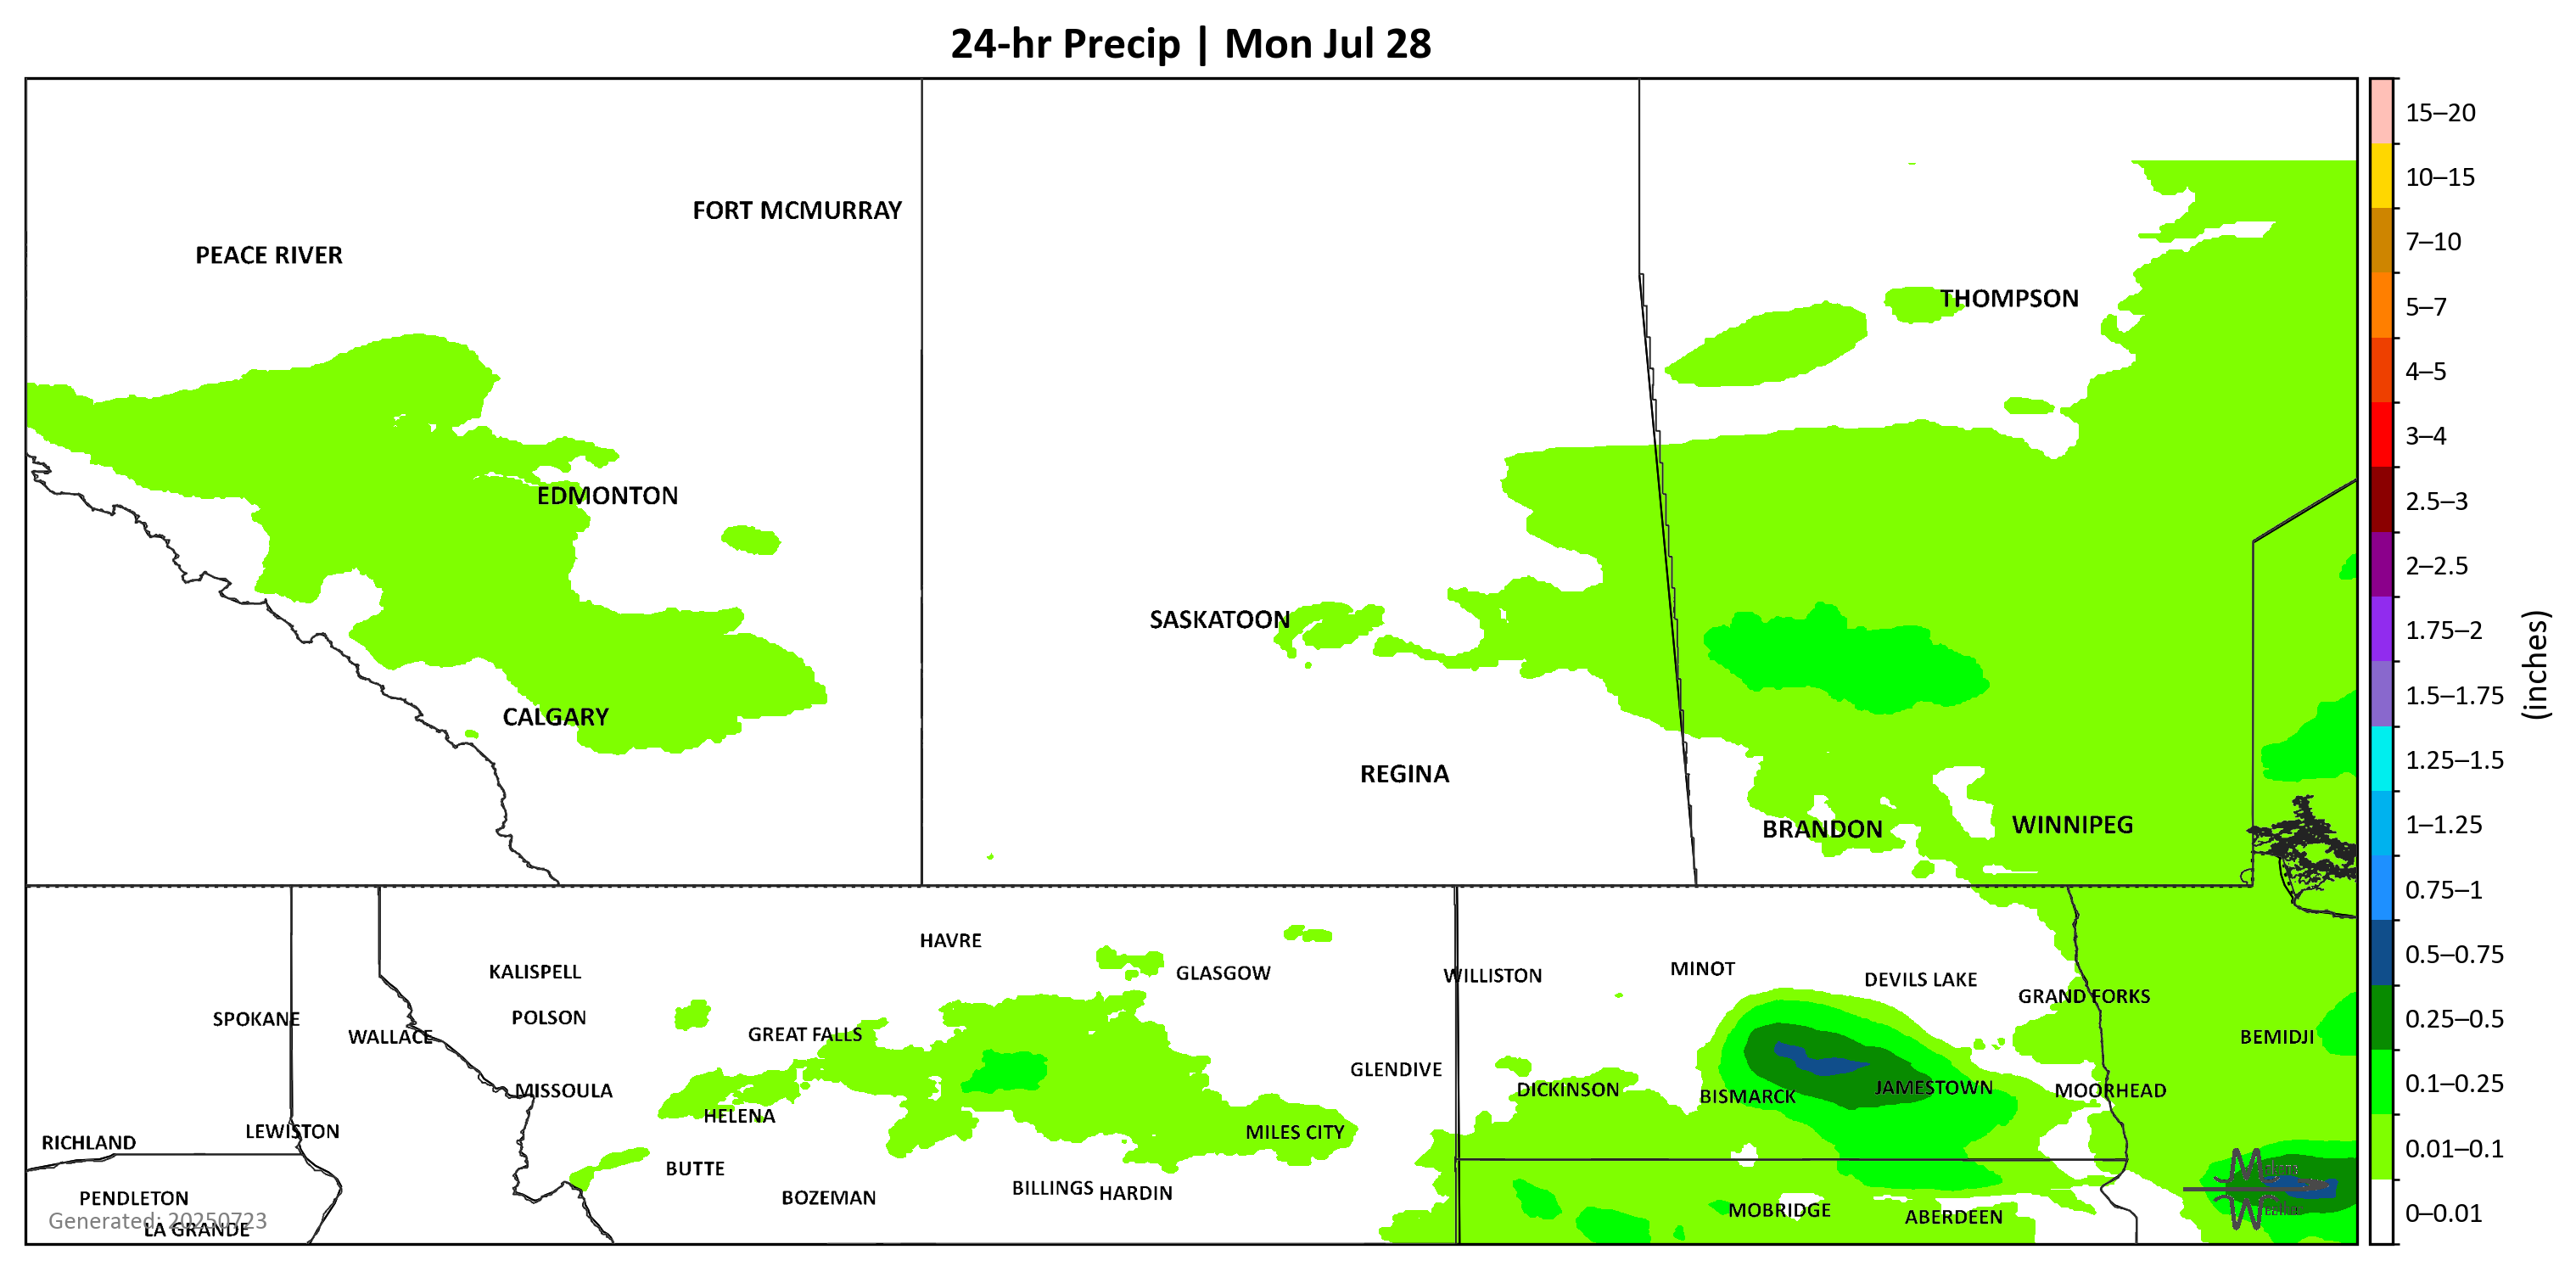 24-hr Precip | Mon Jul 28
FORT MCMURRAY
PEACE RIVER
THOMPSON
EDMONTON
SASKATOON
CALGARY
REGINA
BRANDON
WINNIPEG
HAVRE
KALISPELL
GLASGOW
WILLISTON
MINOT
DEVILS LAKE
GRAND FORKS
SPOKANE
POLSON
WALLACE
GREAT FALLS
BEMIDJI
GLENDIVE
MISSOULA
DICKINSON
BISMARCK
JAMESTOWN
MOORHEAD
HELENA
LEWISTON
RICHLAND
MILES CITY
BUTTE
BILLINGS
HARDIN
BOZEMAN
PENDLETON
MOBRIDGE
ABERDEEN
Generated: 20250723
LA GRANDE
15–20
10–15
7–10
5–7
4–5
3–4
2.5–3
2–2.5
1.75–2
1.5–1.75
1.25–1.5
1–1.25
0.75–1
0.5–0.75
0.25–0.5
0.1–0.25
0.01–0.1
0–0.01
(inches)